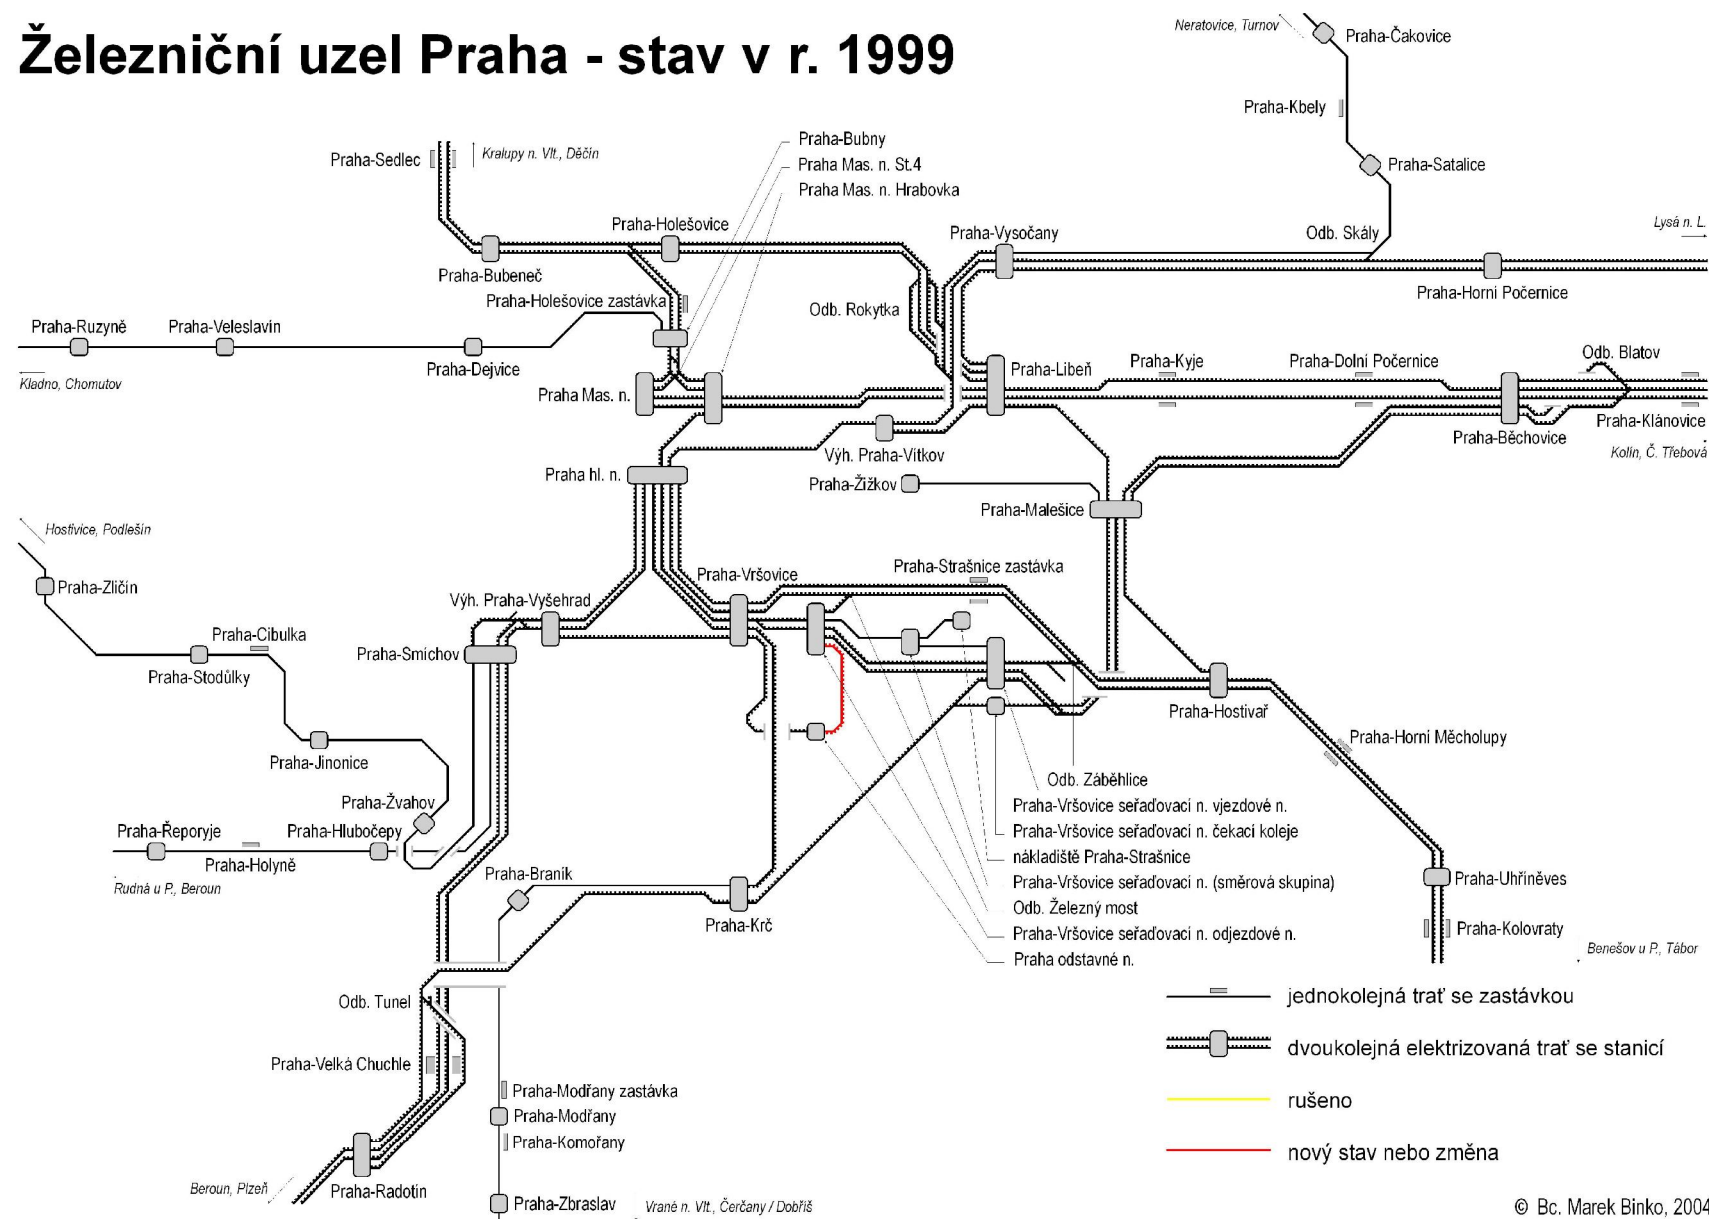 Železniční uzel Praha - stav v r. 1999
Neratovice, Turnov
Praha-Čakovice
Praha-Kbely
Praha-Satalice
Praha-Sedlec
Kralupy n. Vlt., Děčín
Praha-Bubny
Praha Mas. n. St.4
Praha Mas. n. Hrabovka
Praha-Holešovice
Praha-Vysočany
Odb. Skály
Lysá n. L.
Praha-Bubeneč
Praha-Holešovice zastávka
Odb. Rokytka
Praha-Horní Počernice
Praha-Ruzyně
Praha-Veleslavín
Praha-Dejvice
Kladno, Chomutov
Praha Mas. n.
Praha-Libeň
Praha-Kyje
Praha-Dolní Počernice
Odb. Blatov
Praha-Klánovice
Praha-Běchovice
Kolín, Č. Třebová
Praha hl. n.
Výh. Praha-Vítkov
Praha-Žižkov
Praha-Malešice
Hostivice, Podlešín
Praha-Zličín
Praha-Vršovice
Praha-Strašnice zastávka
Výh. Praha-Vyšehrad
Praha-Cibulka
Praha-Smíchov
Praha-Stodůlky
Praha-Hostivař
Praha-Jinonice
Praha-Horní Měcholupy
Odb. Záběhlice
Praha-Žvahov
Praha-Vršovice seřaďovací n. vjezdové n.
Praha-Řeporyje
Praha-Hlubočepy
Praha-Vršovice seřaďovací n. čekací koleje
Praha-Holyně
nákladiště Praha-Strašnice
Rudná u P., Beroun
Praha-Braník
Praha-Vršovice seřaďovací n. (směrová skupina)
Praha-Uhříněves
Odb. Železný most
Praha-Krč
Praha-Vršovice seřaďovací n. odjezdové n.
Praha-Kolovraty
Praha odstavné n.
Benešov u P., Tábor
Odb. Tunel
jednokolejná trať se zastávkou
dvoukolejná elektrizovaná trať se stanicí
Praha-Velká Chuchle
Praha-Modřany zastávka
rušeno
Praha-Modřany
Praha-Komořany
nový stav nebo změna
Beroun, Plzeň
Praha-Radotín
Praha-Zbraslav
Vrané n. Vlt., Čerčany / Dobříš
© Bc. Marek Binko, 2004